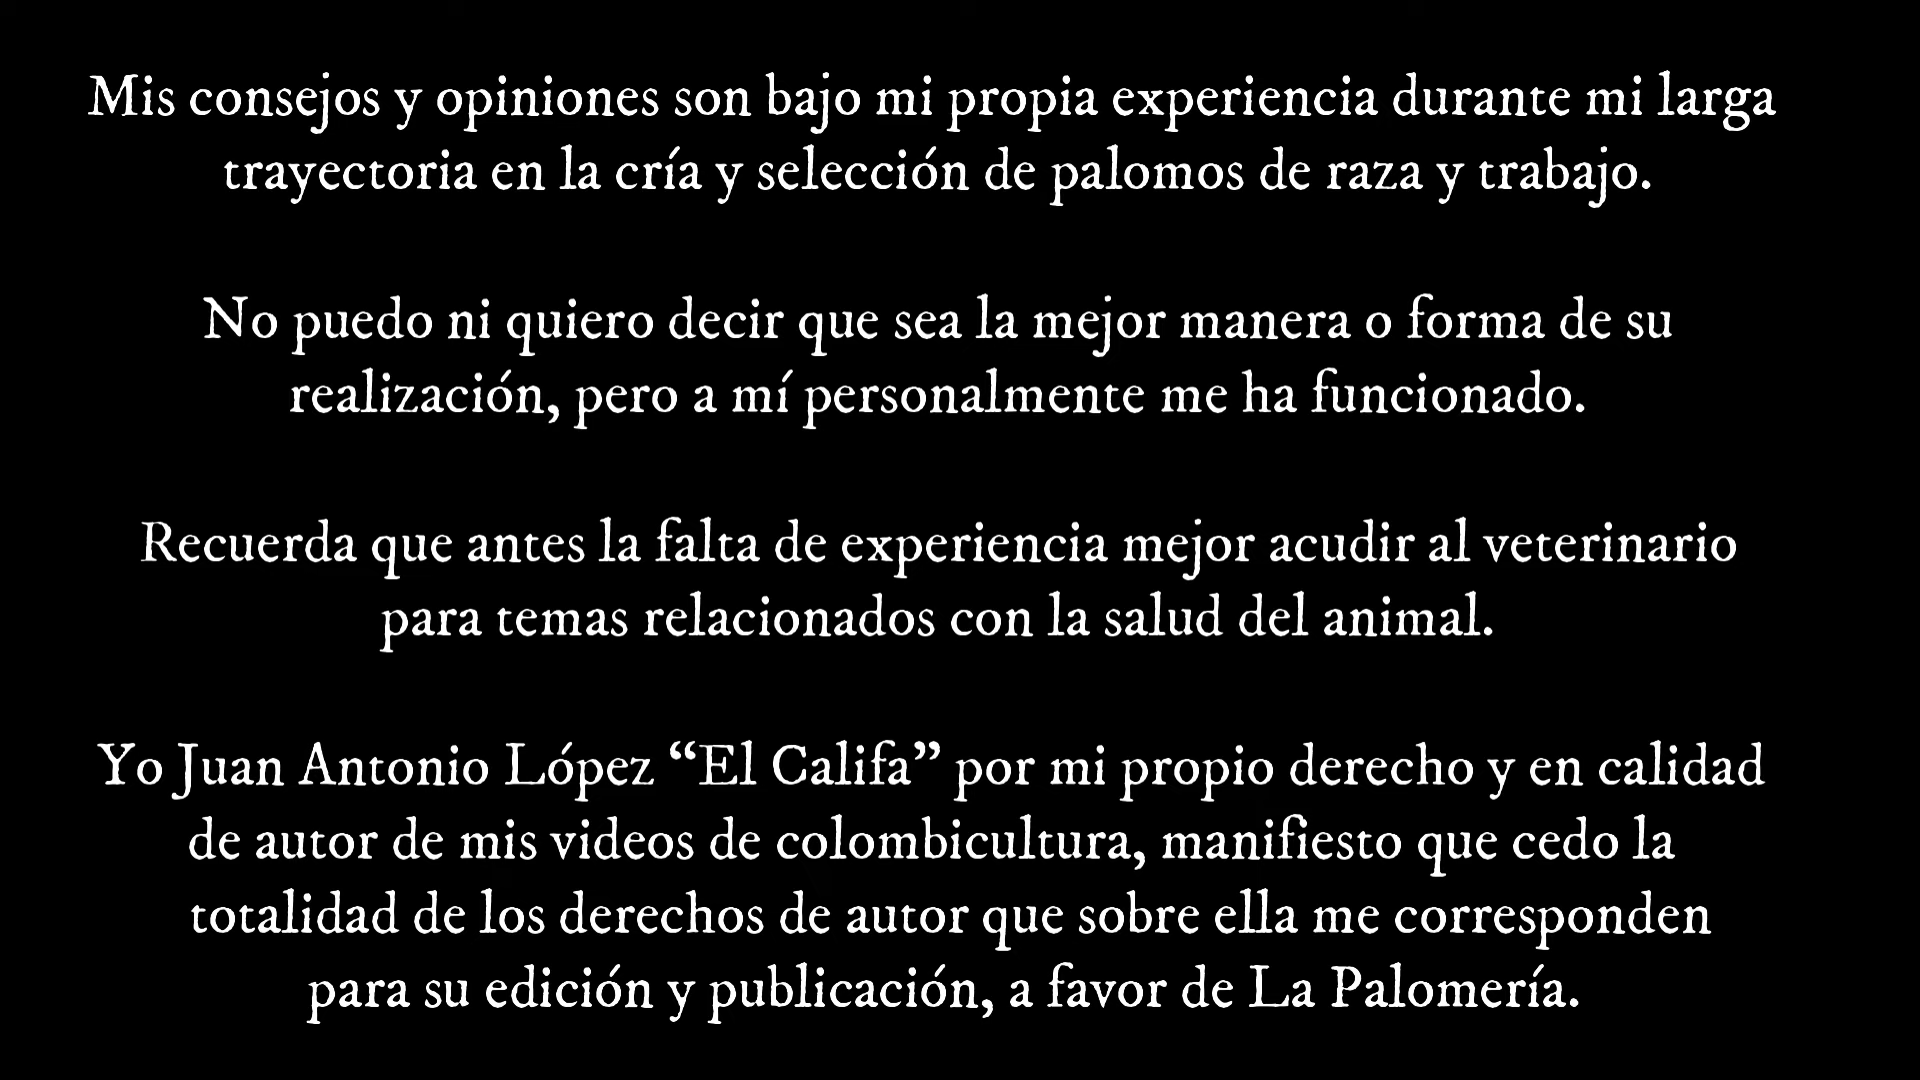 Mis consejos y opiniones son bajo mi propia experiencia durante mi larga
trayectoria en la cría y selección de palomos de raza y trabajo.
No puedo ni quiero decir que sea la mejor manera o forma de su
realización, pero a mí personalmente me ha funcionado.
Recuerda que antes la falta de experiencia mejor acudir al veterinario
para temas relacionados con la salud del animal.
Yo Juan Antonio López “El Califa” por mi propio derecho y en calidad
de autor de mis videos de colombicultura, manifiesto que cedo la
totalidad de los derechos de autor que sobre ella me corresponden
para su edición y publicación, a favor de La Palomería.